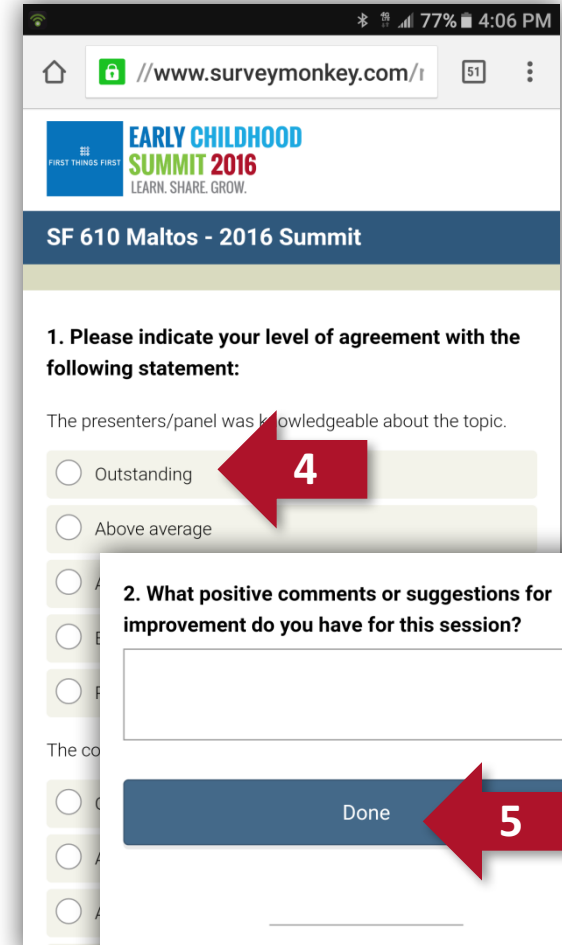 77% 4:06 PM
//www.surveymonkey.com/r
51
FIRST THINGS FIRST
EARLY CHILDHOOD
SUMMIT 2016
LEARN. SHARE. GROW.
SF 610 Maltos - 2016 Summit
1. Please indicate your level of agreement with the
following statement:
The presenters/panel was knowledgeable about the topic.
Outstanding
4
Above average
2. What positive comments or suggestions for
improvement do you have for this session?
The co
Done
5